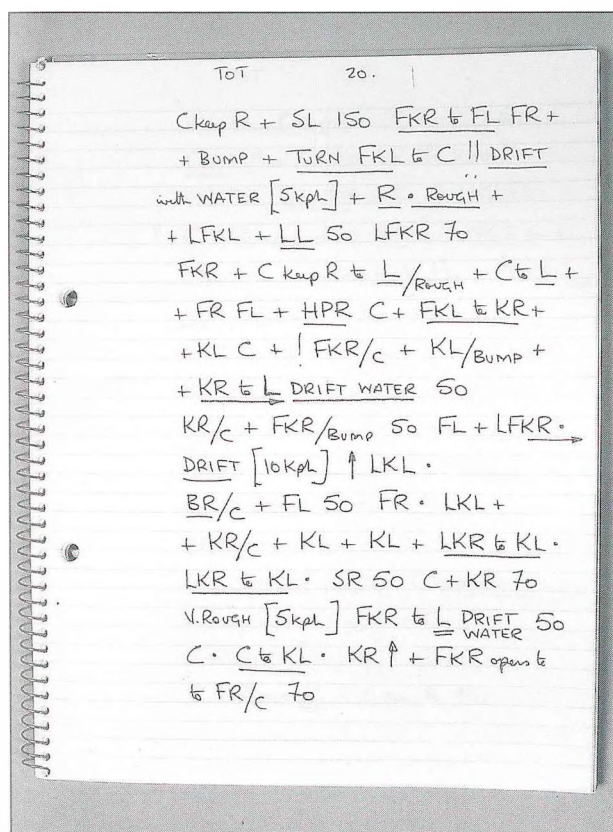 TOT 20.
C keep R + SL 150 FKR to FL FR +
+ BUMP + TURN FKL to C !! DRIFT
with WATER [5kph] + R • ROUGH +
+ LFKL + LL 50 LFKR 70
FKR + C keep R to L/ROUGH + C to L +
+ FR FL + HPR C + FKL to KR +
+ KL C + ! FKR/C + KL/BUMP +
+ KR to L DRIFT WATER 50
KR/C + FKR/BUMP 50 FL + LFKR •
DRIFT [10kph] ↑ LKL •
BR/C + FL 50 FR • LKL +
+ KR/C + KL + KL + LKR to KL •
LKR to KL • SR 50 C + KR 70
V. ROUGH [5kph] FKR to L DRIFT WATER 50
C • C to KL • KR ↑ + FKR opens to
to FR/C 70